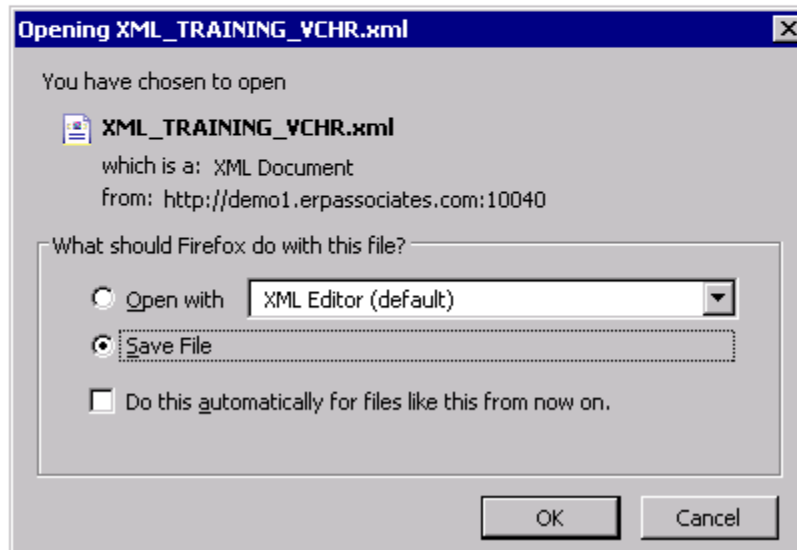 Opening XML_TRAINING_VCHR.xml
You have chosen to open
XML_TRAINING_VCHR.xml
which is a: XML Document
from: http://demo1.erpassociates.com:10040
What should Firefox do with this file?
Open with XML Editor (default)
Save File
Do this automatically for files like this from now on.
OK Cancel